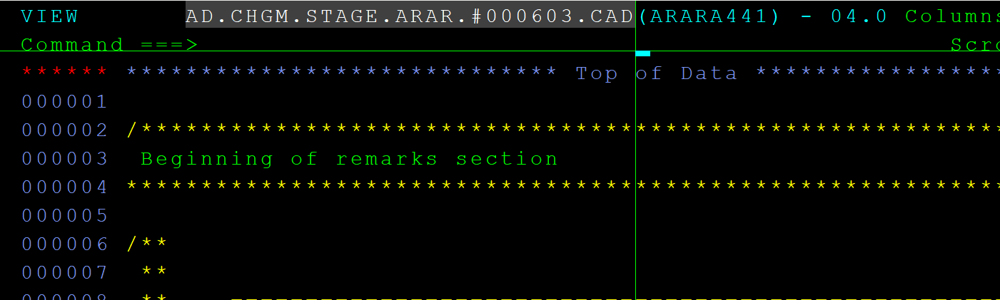 VIEW AD.CHGM.STAGE.ARAR.#000603.CAD(ARARA441) - 04.0 Columns
Command ===> Scro
****** ***************************** Top of Data *****************
000001
000002 /**********************************************************
000003 Beginning of remarks section
000004 ***********************************************************
000005
000006 /**
000007 **
000008 **